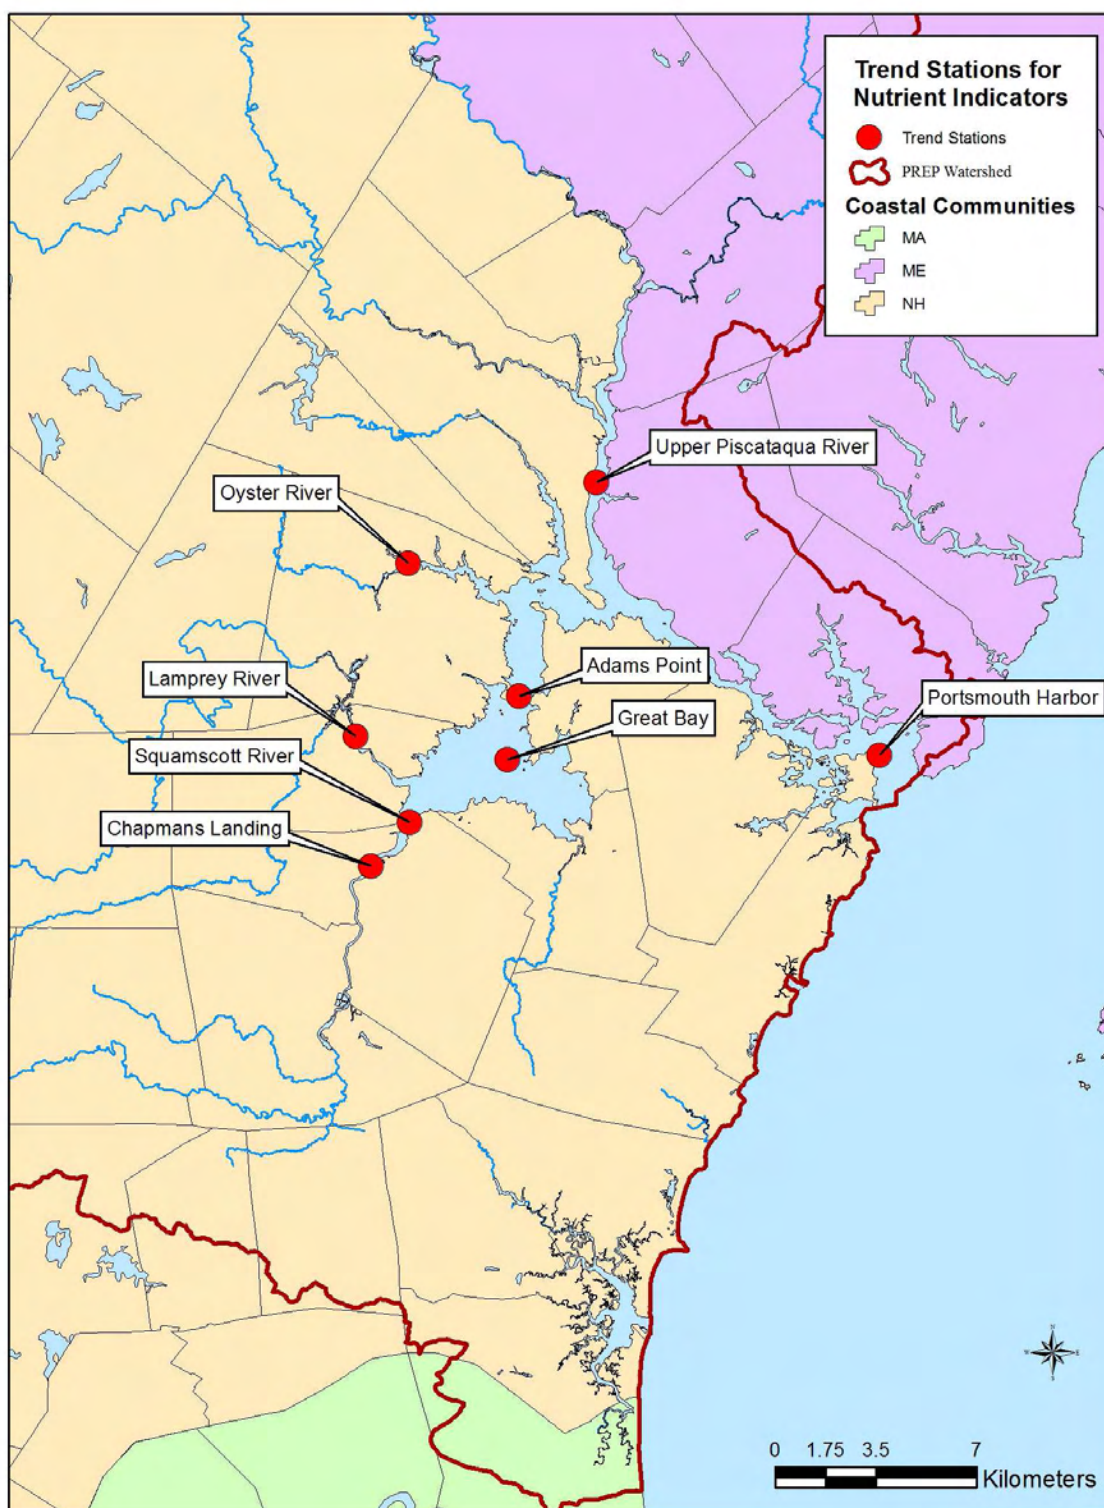 Trend Stations for
Nutrient Indicators
Trend Stations
PREP Watershed
Coastal Communities
MA
ME
NH
Upper Piscataqua River
Oyster River
Adams Point
Lamprey River
Portsmouth Harbor
Great Bay
Squamscott River
Chapmans Landing
N
W
E
S
0 1.75 3.5 7
Kilometers